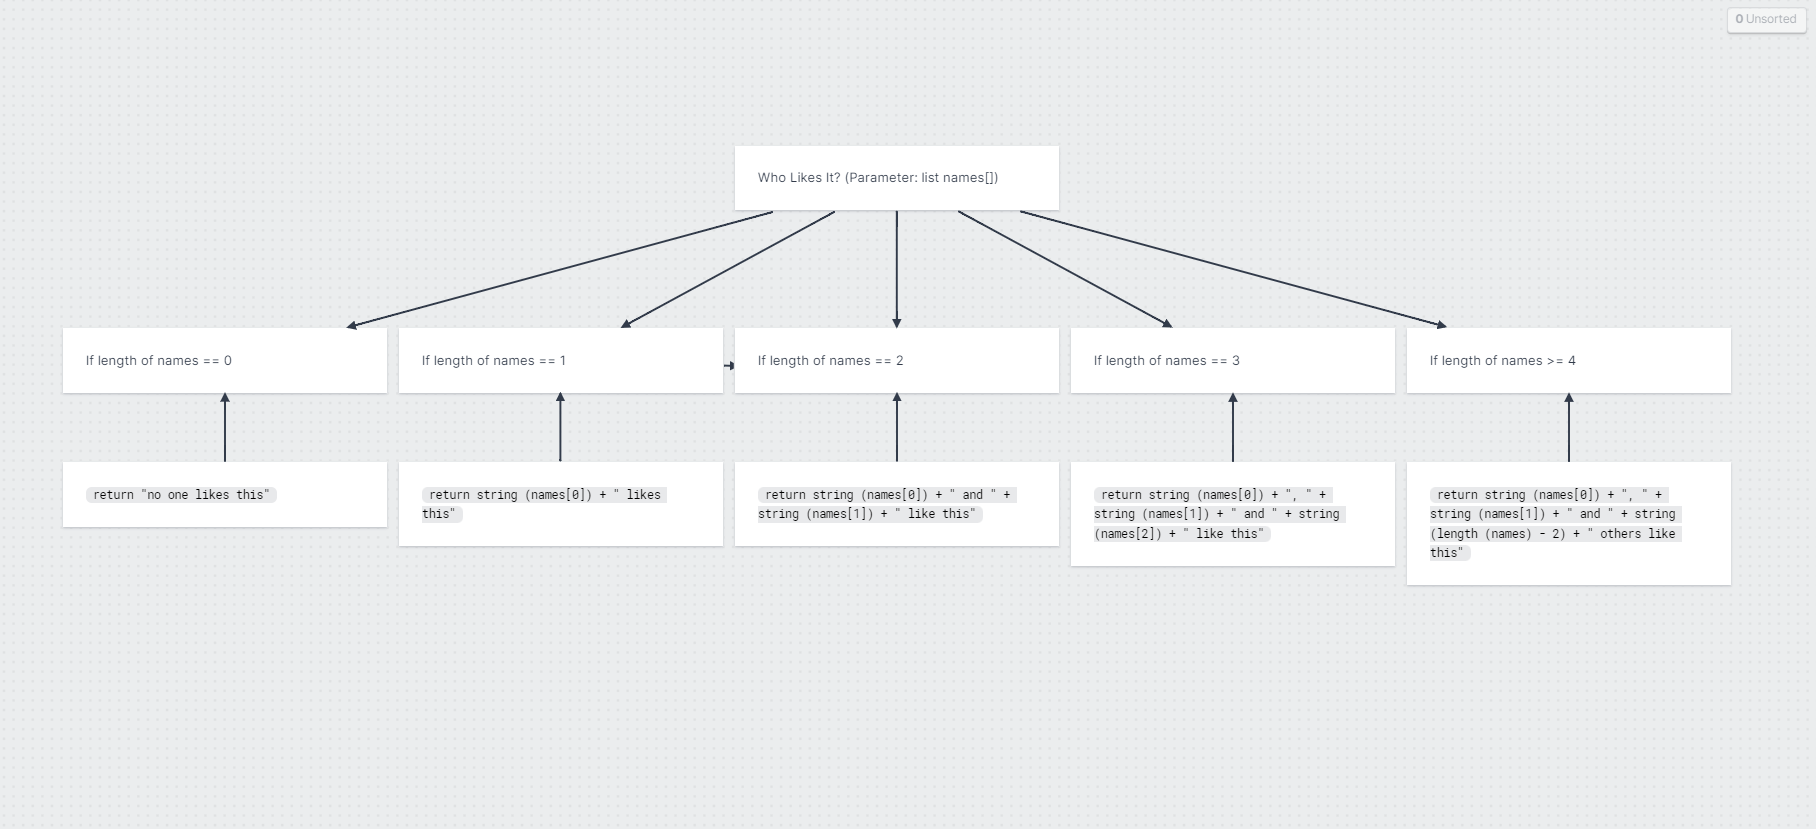 0 Unsorted
Who Likes It? (Parameter: list names[])
If length of names == 0
If length of names == 1
If length of names == 2
If length of names == 3
If length of names >= 4
return "no one likes this"
return string (names[0]) + " likes
this"
return string (names[0]) + " and " +
string (names[1]) + " like this"
return string (names[0]) + ", " +
string (names[1]) + " and " + string
(names[2]) + " like this"
return string (names[0]) + ", " +
string (names[1]) + " and " + string
(length (names) - 2) + " others like
this"